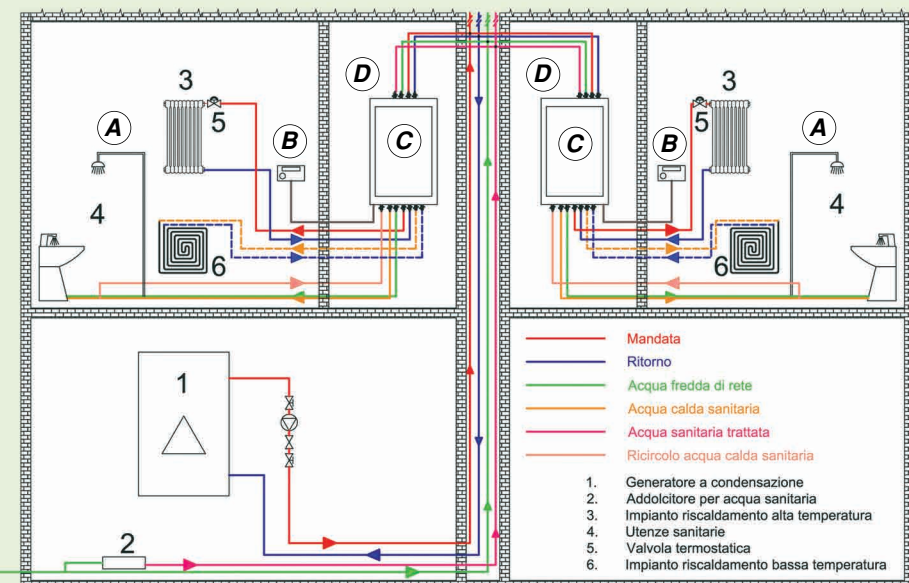 D
D
3
3
5
5
A
A
B
B
C
C
4
4
6
6
1
2
Mandata
Ritorno
Acqua fredda di rete
Acqua calda sanitaria
Acqua sanitaria trattata
Ricircolo acqua calda sanitaria
1. Generatore a condensazione
2. Addolcitore per acqua sanitaria
3. Impianto riscaldamento alta temperatura
4. Utenze sanitarie
5. Valvola termostatica
6. Impianto riscaldamento bassa temperatura